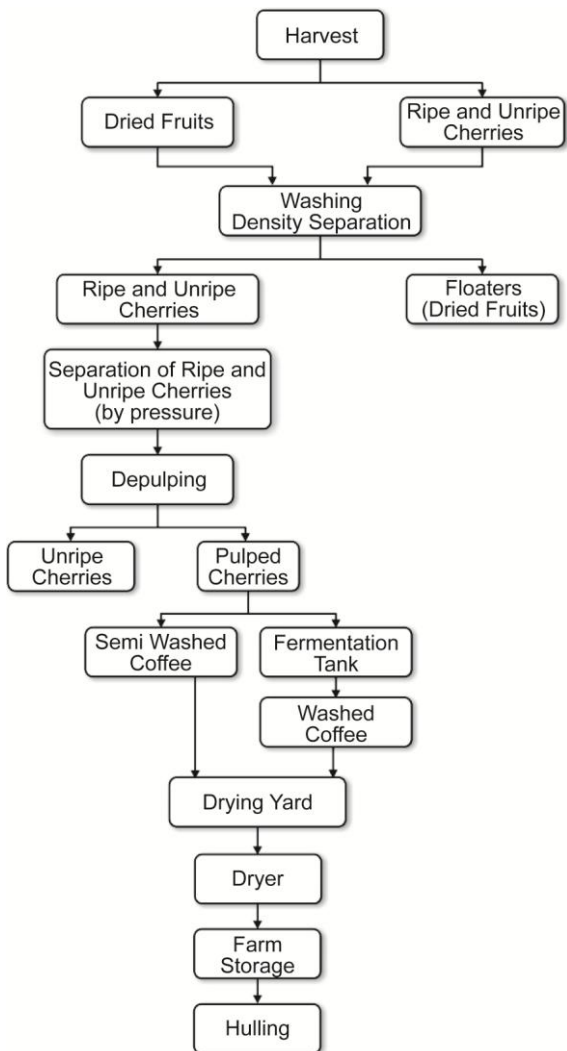 Harvest
Dried Fruits
Ripe and Unripe
Cherries
Washing
Density Separation
Ripe and Unripe
Cherries
Floaters
(Dried Fruits)
Separation of Ripe and
Unripe Cherries
(by pressure)
Depulping
Unripe
Cherries
Pulped
Cherries
Semi Washed
Coffee
Fermentation
Tank
Washed
Coffee
Drying Yard
Dryer
Farm
Storage
Hulling